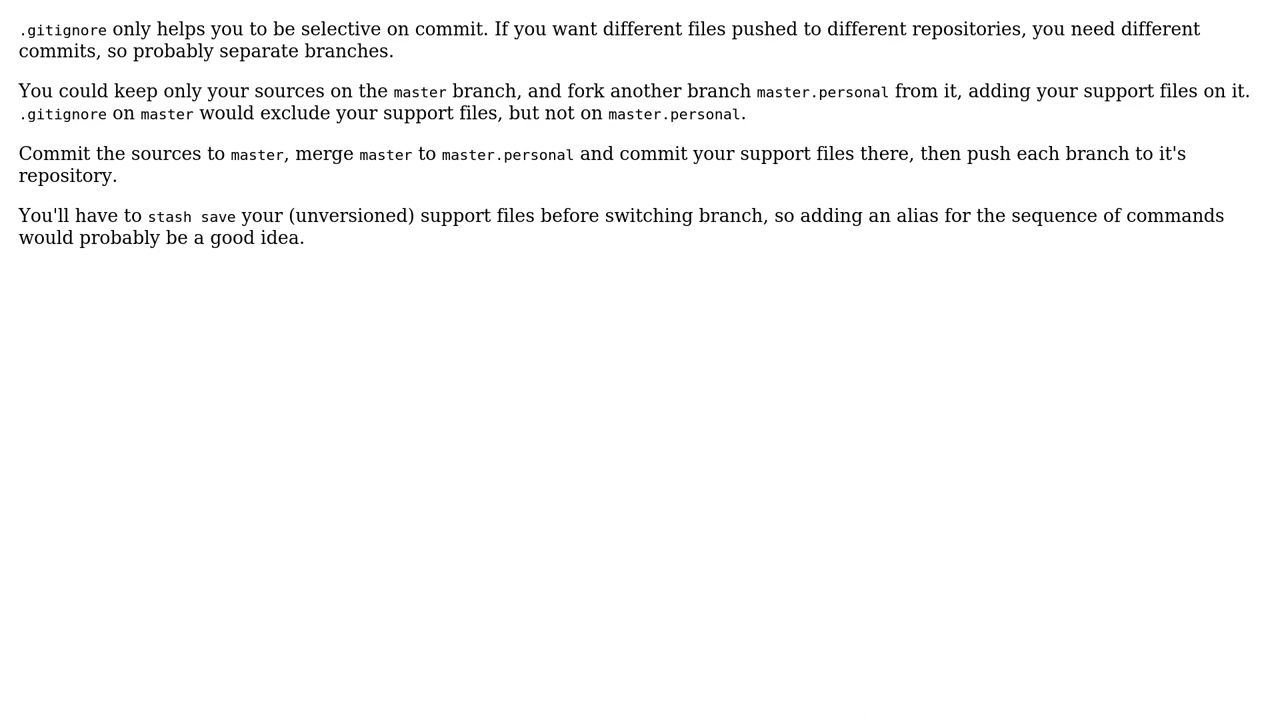 .gitignore only helps you to be selective on commit. If you want different files pushed to different repositories, you need different
commits, so probably separate branches.
You could keep only your sources on the master branch, and fork another branch master.personal from it, adding your support files on it.
.gitignore on master would exclude your support files, but not on master.personal.
Commit the sources to master, merge master to master.personal and commit your support files there, then push each branch to it's
repository.
You'll have to stash save your (unversioned) support files before switching branch, so adding an alias for the sequence of commands
would probably be a good idea.